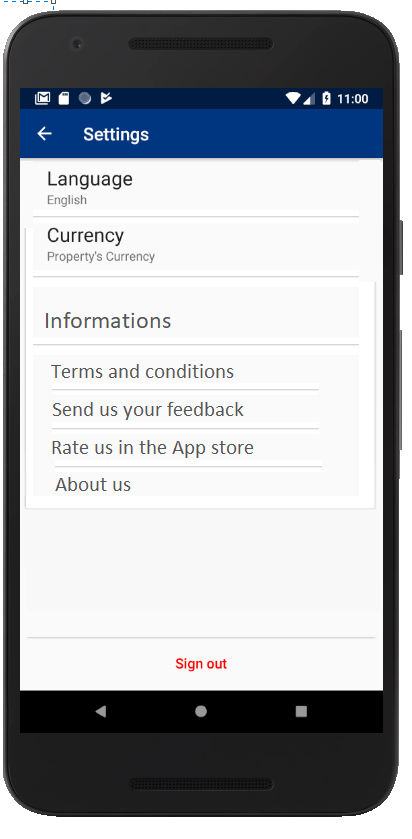 11:00
Settings
Language
English
Currency
Property's Currency
Informations
Terms and conditions
Send us your feedback
Rate us in the App store
About us
Sign out